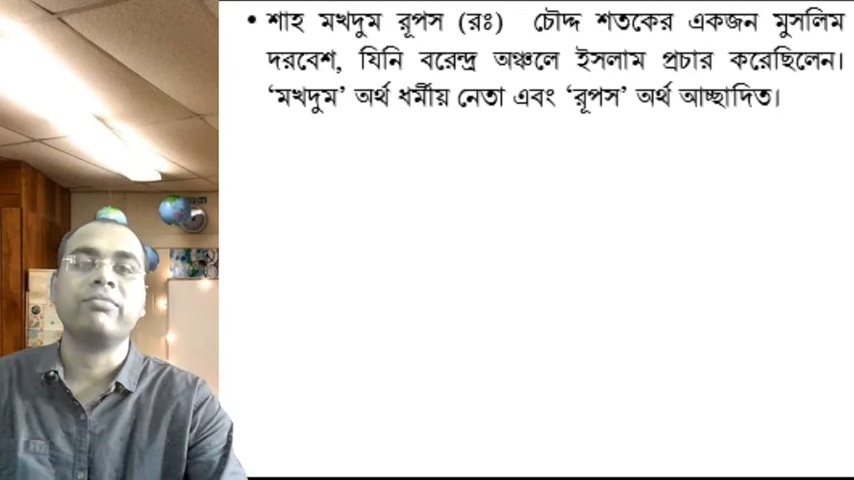 • শাহ মখদুম রূপস (রঃ) চৌদ্দ শতকের একজন মুসলিম
দরবেশ, যিনি বরেন্দ্র অঞ্চলে ইসলাম প্রচার করেছিলেন।
‘মখদুম’ অর্থ ধর্মীয় নেতা এবং ‘রূপস’ অর্থ আচ্ছাদিত।